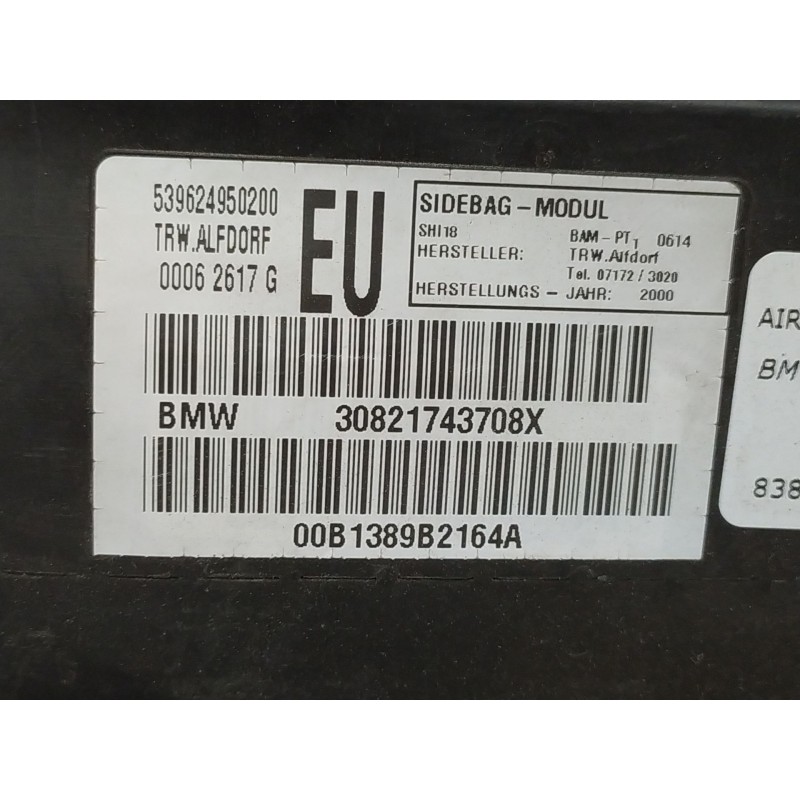 539624950200
TRW.ALFDORF
00062 2617 G
EU
SIDEBAG - MODUL
SHI18 BAM - PT1 0614
HERSTELLER: TRW.Alfdorf
Tel. 07172 / 3020
HERSTELLUNGS - JAHR: 2000
BMW 30821743708X
00B1389B2164A
AIR
BM
838